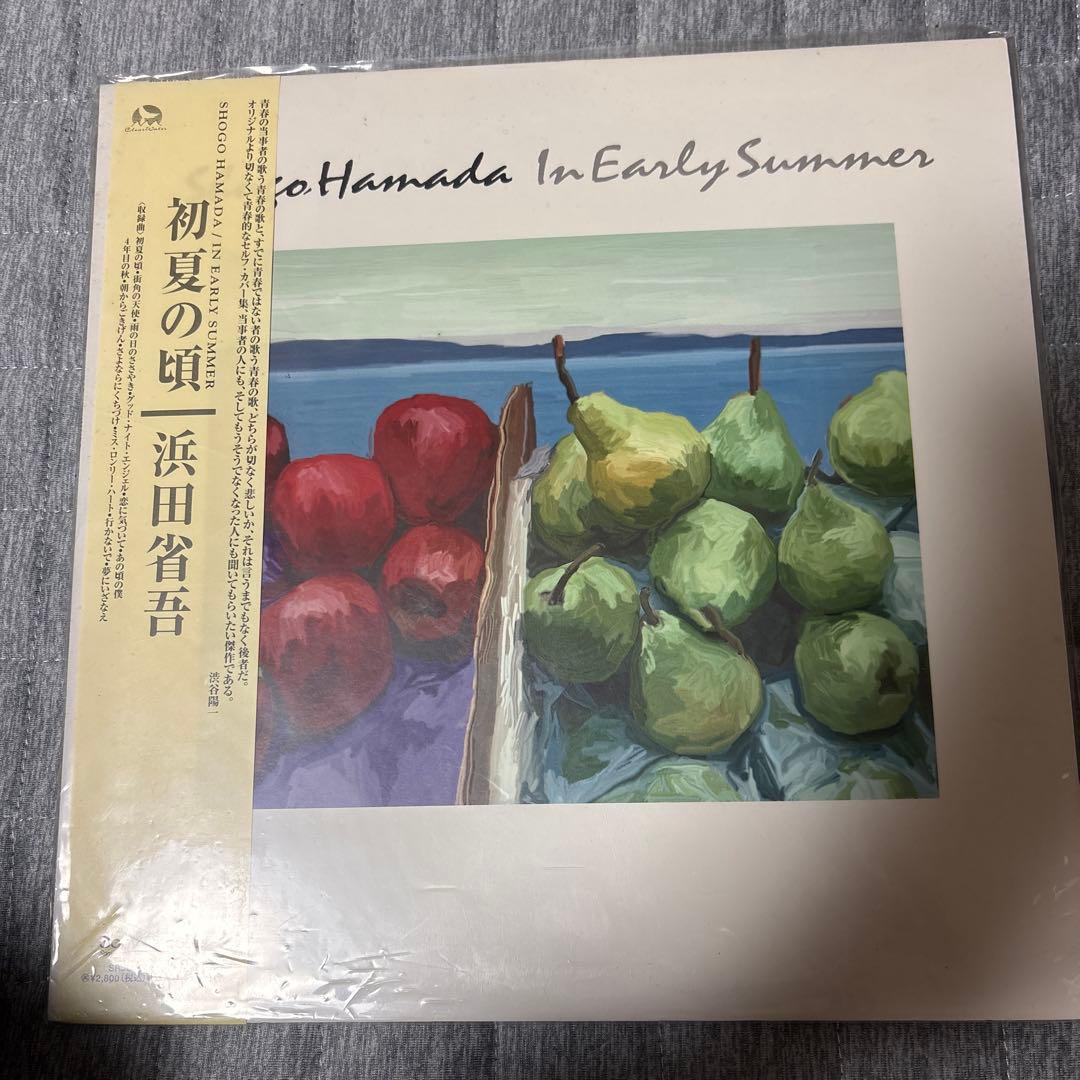 go Hamada In Early Summer
ClearWater
青春の当事者の歌う青春の歌と、すでに青春ではない者の歌う青春の歌、どちらが切なく悲しいか、それは言うまでもなく後者だ。
オリジナルより切なくて青春的なセルフ・カバー集、当事者の人にも、そしてもうそうでなくなった人にも聞いてもらいたい傑作である。
渋谷陽一
SHOGO HAMADA / IN EARLY SUMMER
初夏の頃|浜田省吾
〈収録曲〉初夏の頃・街角の天使・雨の日のささやき・グッド・ナイト・エンジェル・恋に気づいて・あの頃の僕
4年目の秋・朝からごきげん・さよならにくちづけ・ミス・ロンリー・ハート・行かないで・夢にいざなえ
¥2,800